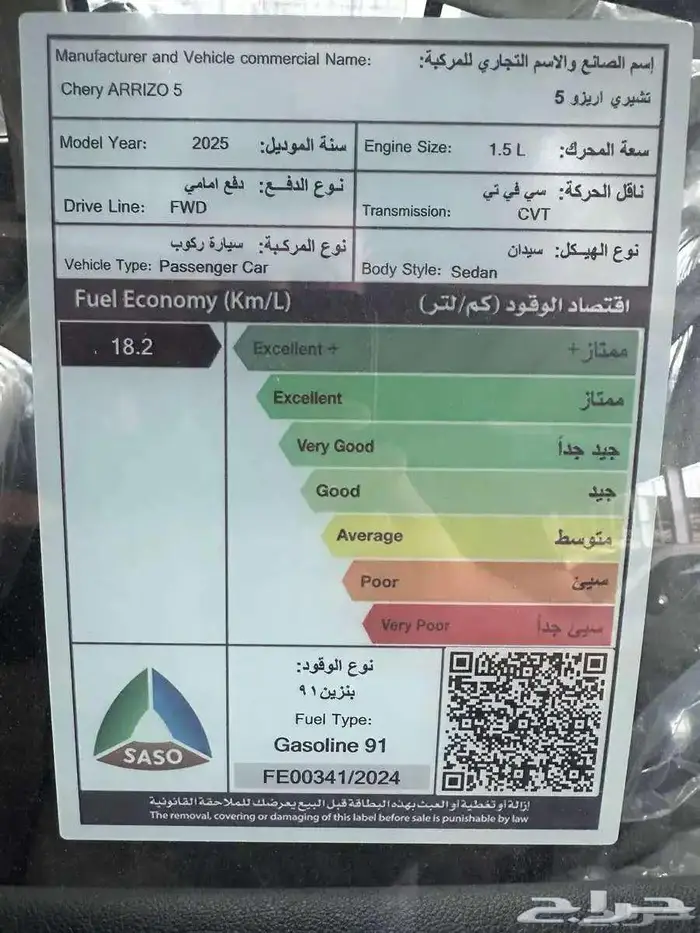 Manufacturer and Vehicle commercial Name: إسم الصانع والاسم التجاري للمركبة:
Chery ARRIZO 5 تشيري اريزو 5
Model Year: 2025 سنة الموديل:
Engine Size: 1.5 L سعة المحرك:
نوع الدفـــع: دفع امامي
Drive Line: FWD
ناقل الحركة: سي في تي
Transmission: CVT
نوع المركبـة: سيارة ركوب
Vehicle Type: Passenger Car
نوع الهيـكل: سيدان
Body Style: Sedan
Fuel Economy (Km/L) اقتصاد الوقود (كم/لتر)
18.2
Excellent + ممتاز+
Excellent ممتاز
Very Good جيد جداً
Good جيد
Average متوسط
Poor سيئ
Very Poor سيئ جداً
SASO
نوع الوقود:
بنزين ٩١
Fuel Type:
Gasoline 91
FE00341/2024
إزالة أو تغطية أو العبث بهذه البطاقة قبل البيع يعرضك للملاحقة القانونية
The removal, covering or damaging of this label before sale is punishable by law
حراج